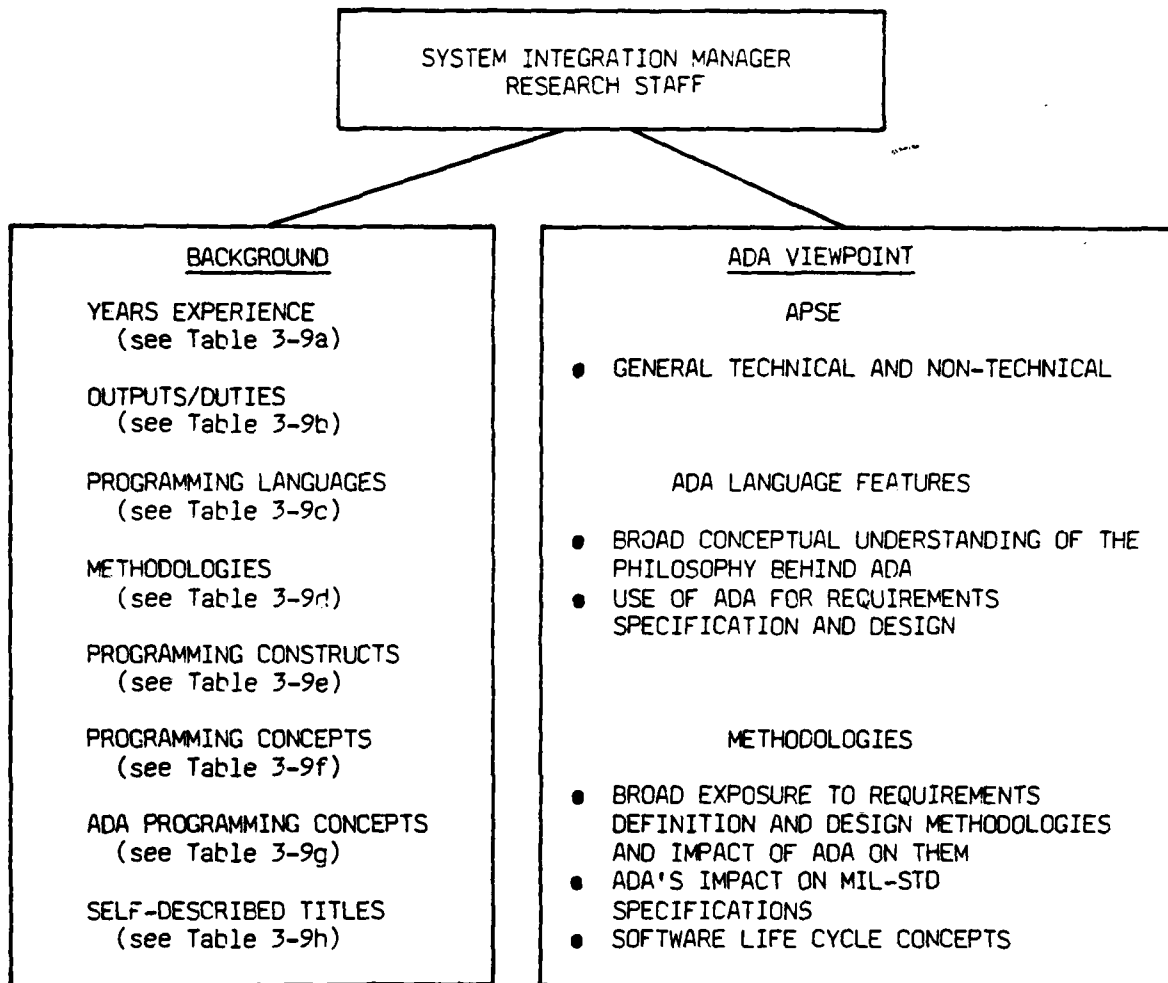 SYSTEM INTEGRATION MANAGER
RESEARCH STAFF
BACKGROUND
YEARS EXPERIENCE
(see Table 3-9a)
OUTPUTS/DUTIES
(see Table 3-9b)
PROGRAMMING LANGUAGES
(see Table 3-9c)
METHODOLOGIES
(see Table 3-9d)
PROGRAMMING CONSTRUCTS
(see Table 3-9e)
PROGRAMMING CONCEPTS
(see Table 3-9f)
ADA PROGRAMMING CONCEPTS
(see Table 3-9g)
SELF-DESCRIBED TITLES
(see Table 3-9h)
ADA VIEWPOINT
APSE
● GENERAL TECHNICAL AND NON-TECHNICAL
ADA LANGUAGE FEATURES
● BROAD CONCEPTUAL UNDERSTANDING OF THE
PHILOSOPHY BEHIND ADA
● USE OF ADA FOR REQUIREMENTS
SPECIFICATION AND DESIGN
METHODOLOGIES
● BROAD EXPOSURE TO REQUIREMENTS
DEFINITION AND DESIGN METHODOLOGIES
AND IMPACT OF ADA ON THEM
● ADA'S IMPACT ON MIL-STD
SPECIFICATIONS
● SOFTWARE LIFE CYCLE CONCEPTS